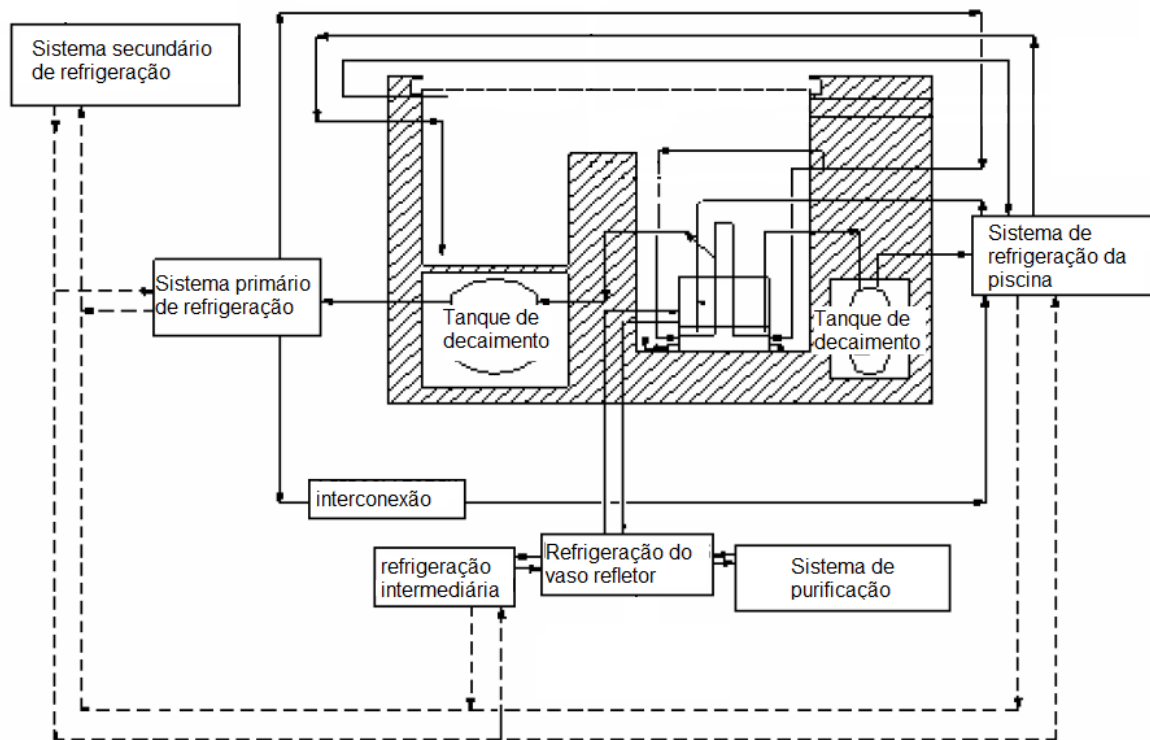 Sistema secundário
de refrigeração
Sistema de
refrigeração da
piscina
Sistema primário
de refrigeração
Tanque de
decaimento
Tanque de
decaimento
interconexão
refrigeração
intermediária
Refrigeração do
vaso refletor
Sistema de
purificação